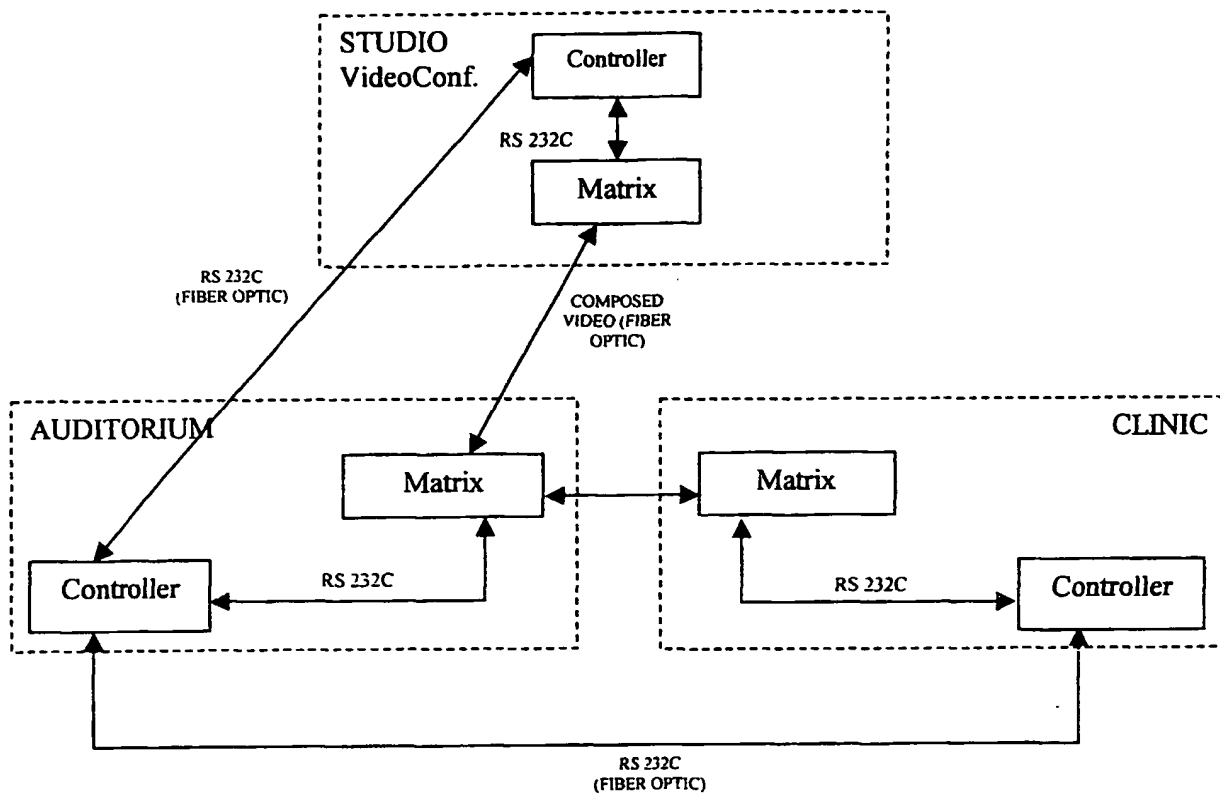 STUDIO
VideoConf.
Controller
RS 232C
Matrix
RS 232C
(FIBER OPTIC)
COMPOSED
VIDEO (FIBER
OPTIC)
AUDITORIUM
CLINIC
Matrix
Matrix
Controller
RS 232C
RS 232C
Controller
RS 232C
(FIBER OPTIC)